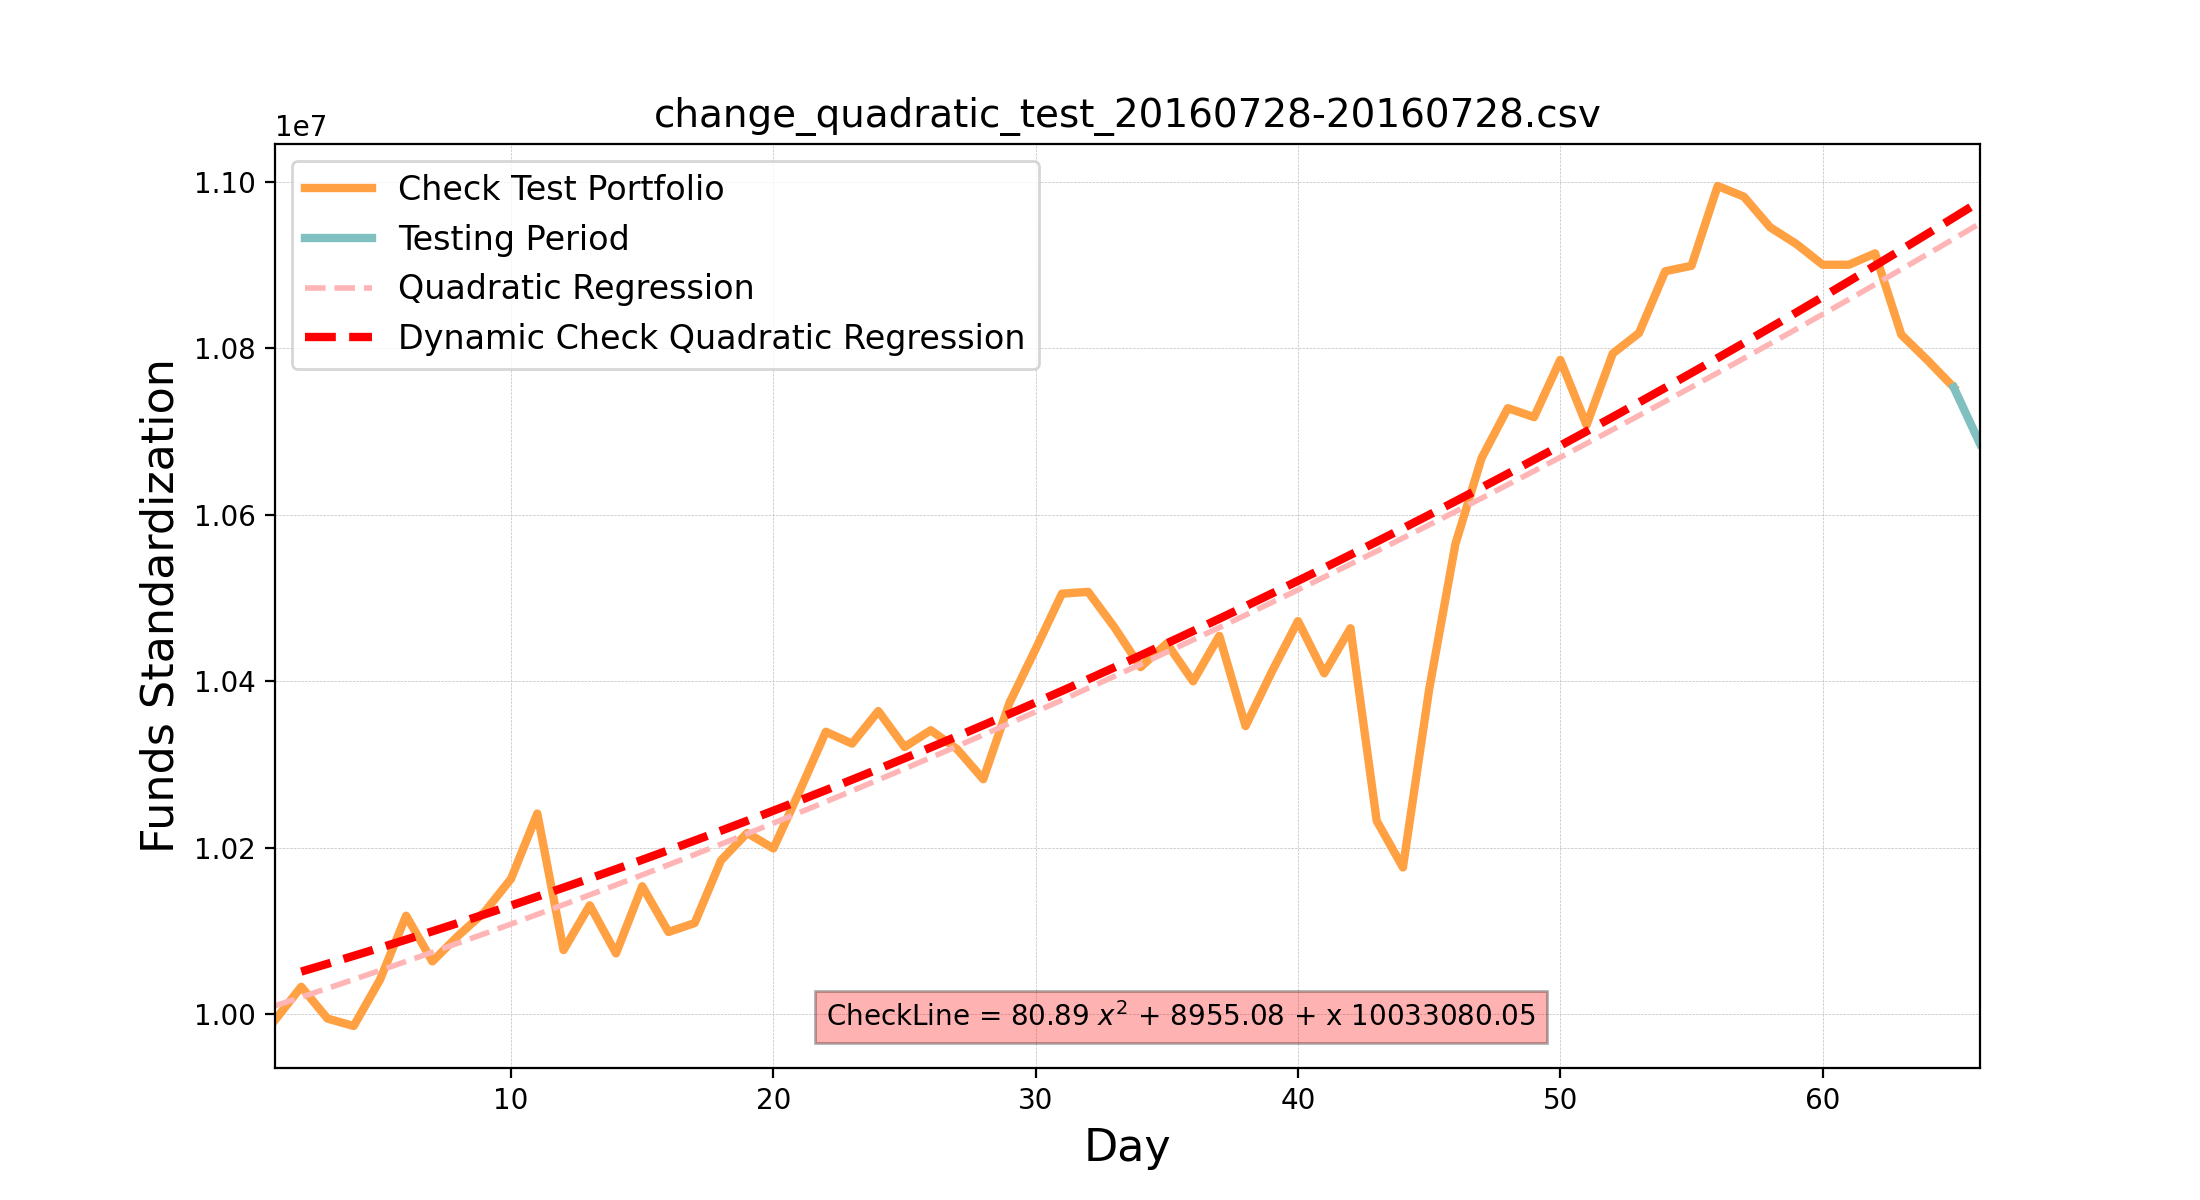 change_quadratic_test_20160728-20160728.csv
1e7
Check Test Portfolio
Testing Period
Quadratic Regression
Dynamic Check Quadratic Regression
1.10
1.08
1.06
1.04
1.02
1.00
Funds Standardization
CheckLine = 80.89 x² + 8955.08 + x 10033080.05
10 20 30 40 50 60
Day